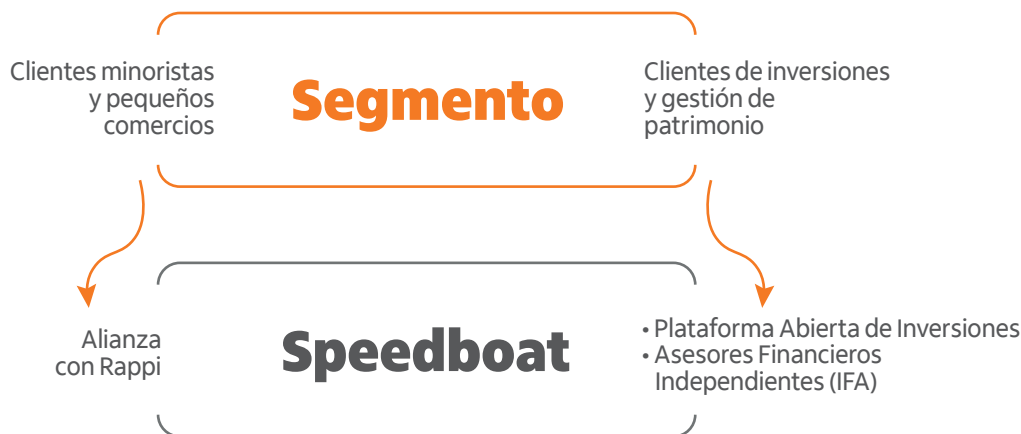 Clientes minoristas
y pequeños
comercios
Segmento
Clientes de inversiones
y gestión de
patrimonio
Alianza
con Rappi
Speedboat
• Plataforma Abierta de Inversiones
• Asesores Financieros
Independientes (IFA)